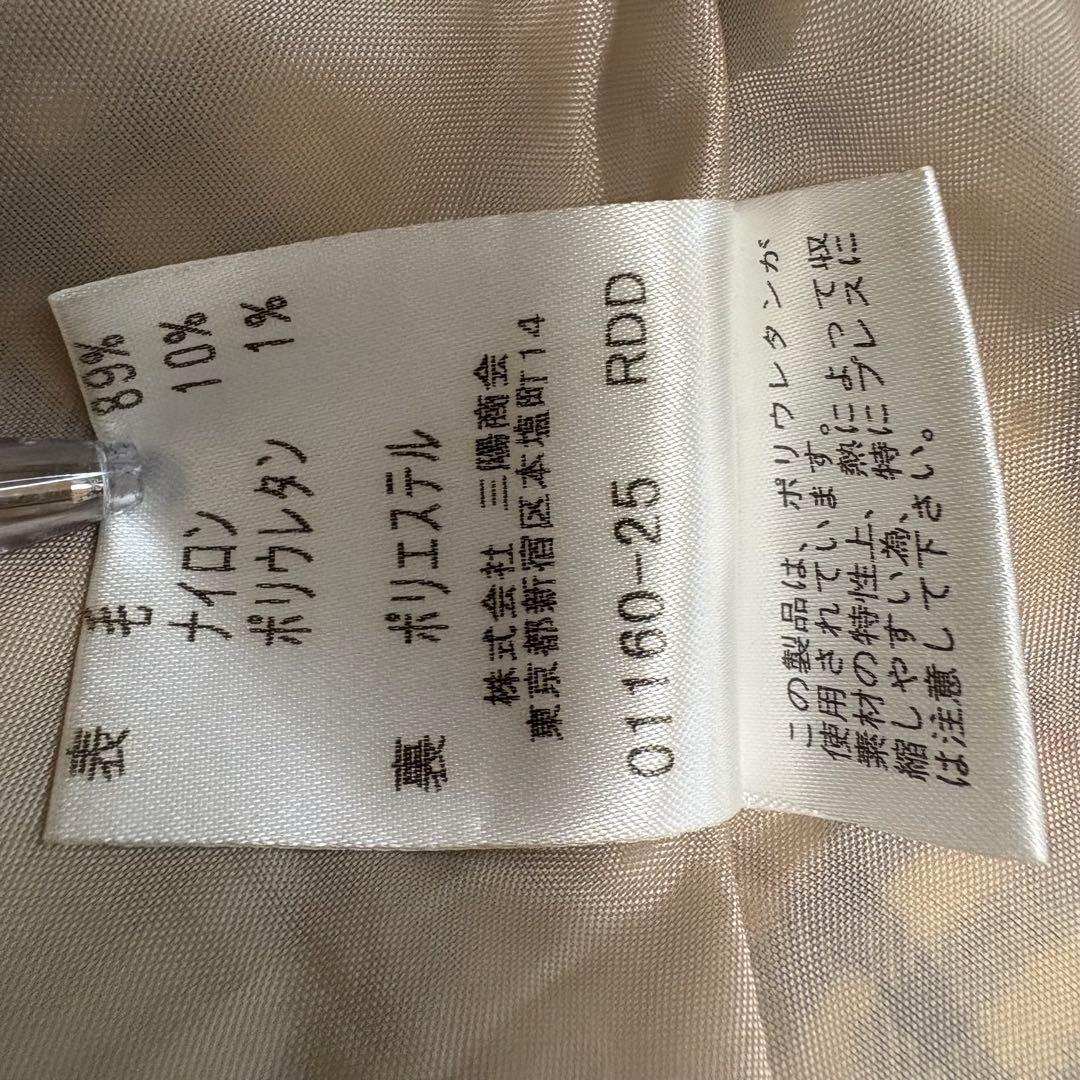 表 毛 89%
ナイロン 10%
ポリウレタン 1%
裏 ポリエステル
株式会社 三陽商会
東京都新宿区本塩町14
01160-25 RDD
この製品は、ポリウレタンが
使用されています。
素材の特性上、熱によって収
縮しやすい為、特にプレスに
は注意して下さい。